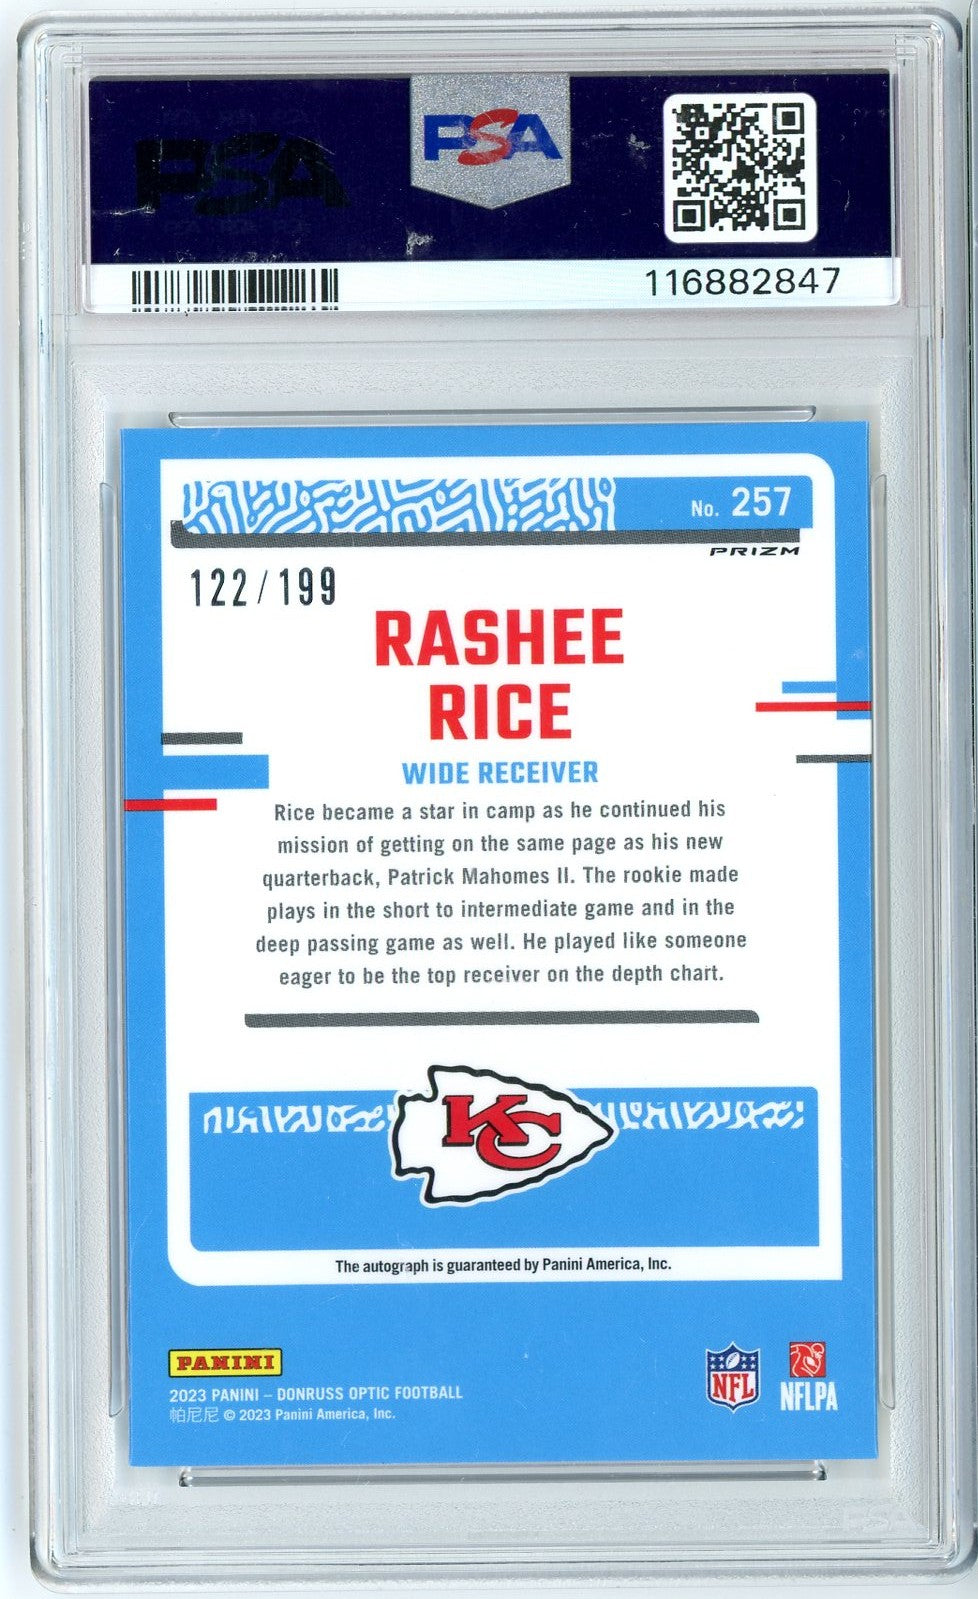 PSA
PSA
116882847
No. 257
PRIZM
122/199
RASHEE
RICE
WIDE RECEIVER
Rice became a star in camp as he continued his
mission of getting on the same page as his new
quarterback, Patrick Mahomes II. The rookie made
plays in the short to intermediate game and in the
deep passing game as well. He played like someone
eager to be the top receiver on the depth chart.
KC
The autograph is guaranteed by Panini America, Inc.
PANINI
2023 PANINI – DONRUSS OPTIC FOOTBALL
帕尼尼 © 2023 Panini America, Inc.
NFL
NFLPA
PSA